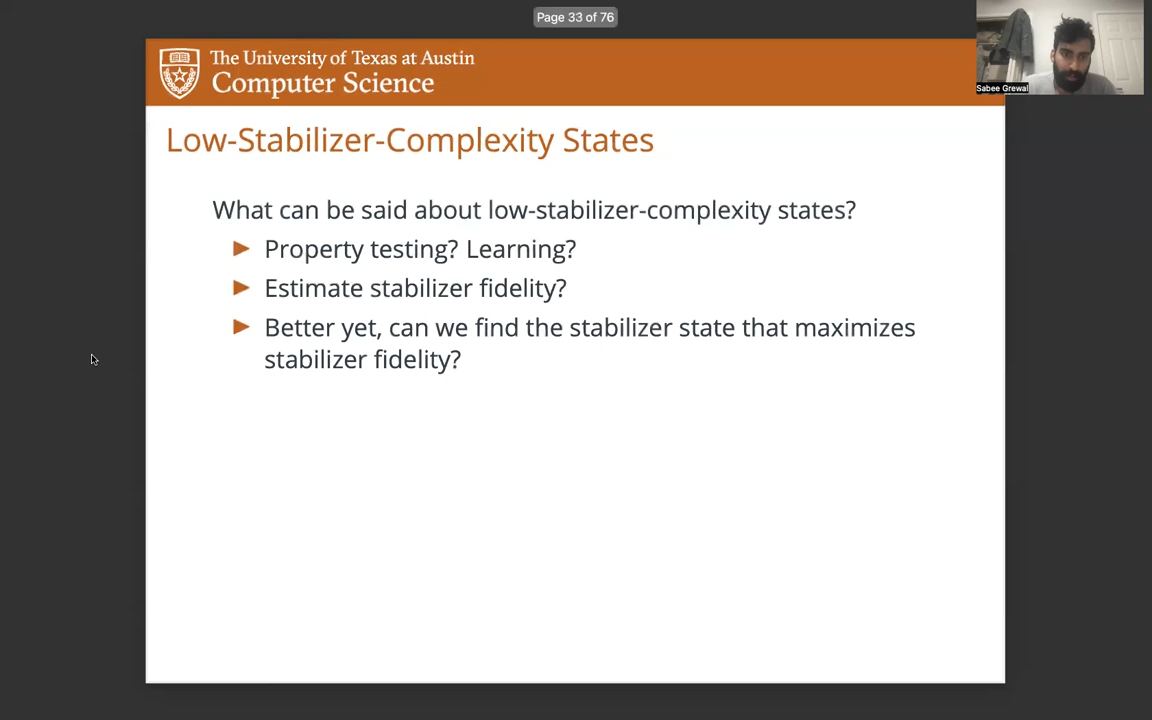 Page 33 of 76
The University of Texas at Austin
Computer Science
Sabee Grewal
Low-Stabilizer-Complexity States
What can be said about low-stabilizer-complexity states?
Property testing? Learning?
Estimate stabilizer fidelity?
Better yet, can we find the stabilizer state that maximizes
stabilizer fidelity?